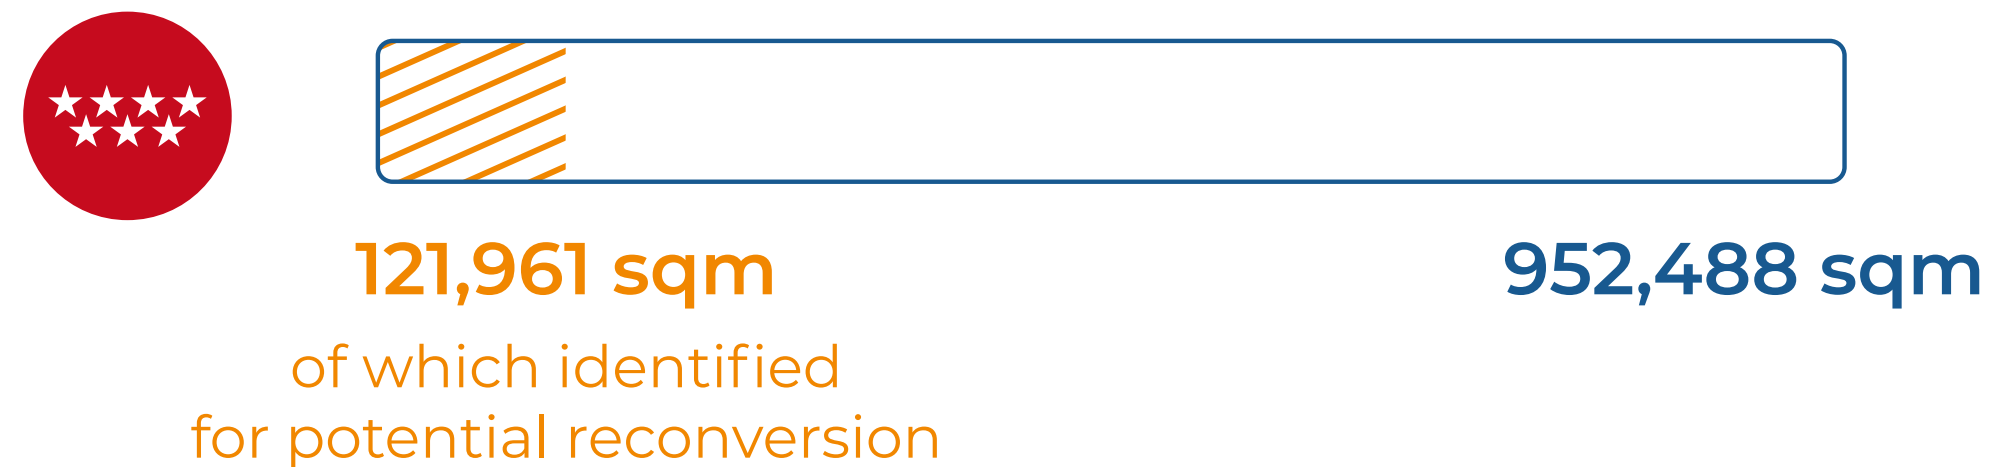 121,961 sqm
952,488 sqm
of which identified
for potential reconversion